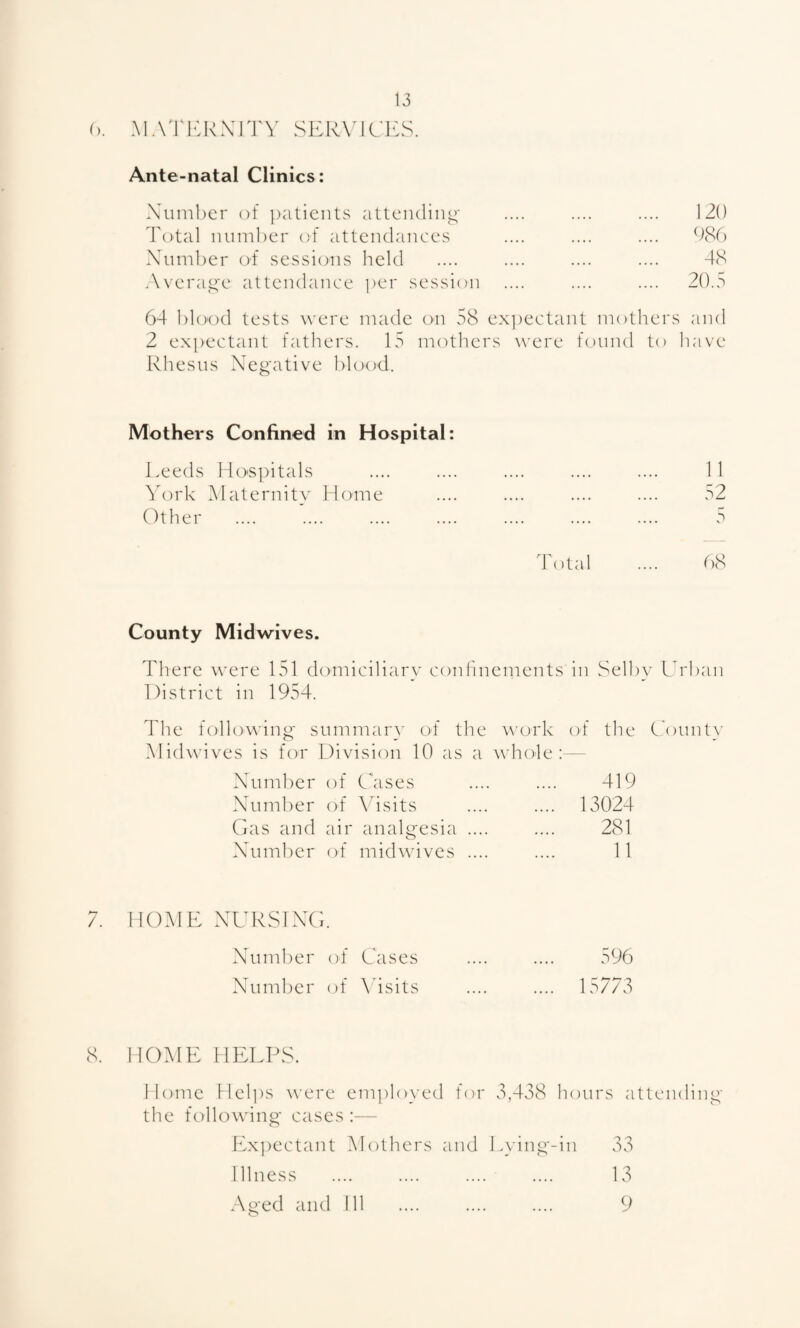 13
6. MATERNITY SERVICES.
Ante-natal Clinics:
Number of patients attending .... .... .... 120
Total number of attendances .... .... .... 986
Number of sessions held .... .... .... .... 48
Average attendance per session .... .... .... 20.5
64 blood tests were made on 58 expectant mothers and
2 expectant fathers. 15 mothers were found to have
Rhesus Negative blood.
Mothers Confined in Hospital:
Leeds Hospitals .... .... .... .... .... 11
York Maternity Home .... .... .... .... 52
Other .... .... .... .... .... .... .... 5
Total .... 68
County Midwives.
There were 151 domiciliary confinements in Selby Urban
District in 1954.
The following summary of the work of the County
Midwives is for Division 10 as a whole:—
Number of Cases .... .... 419
Number of Visits .... .... 13024
Gas and air analgesia .... .... 281
Number of midwives .... .... 11
7. HOME NURSING.
Number of Cases .... .... 596
Number of Visits .... .... 15773
8. HOME HELPS.
Home Helps were employed for 3,438 hours attending
the following cases:—
Expectant Mothers and Lying-in 33
Illness .... .... .... .... 13
Aged and Ill .... .... .... 9